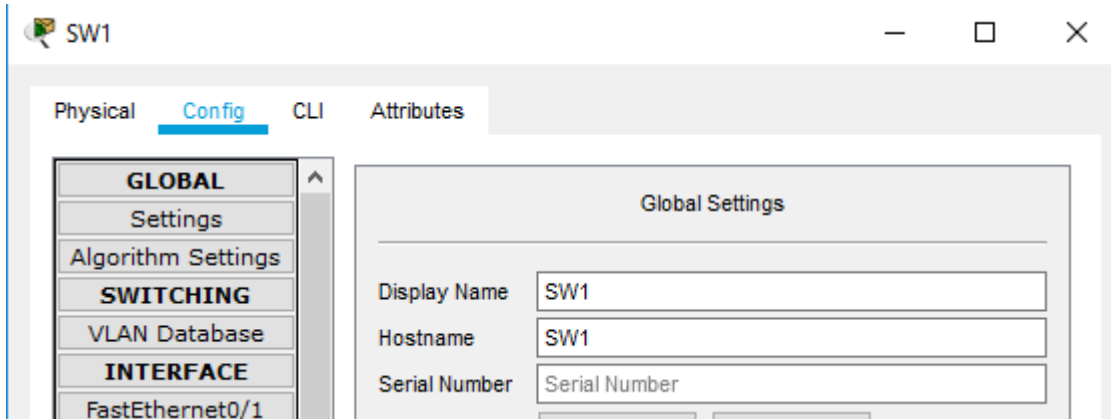 SW1
Physical Config CLI Attributes
GLOBAL
Settings
Algorithm Settings
SWITCHING
VLAN Database
INTERFACE
FastEthernet0/1
Global Settings
Display Name SW1
Hostname SW1
Serial Number Serial Number